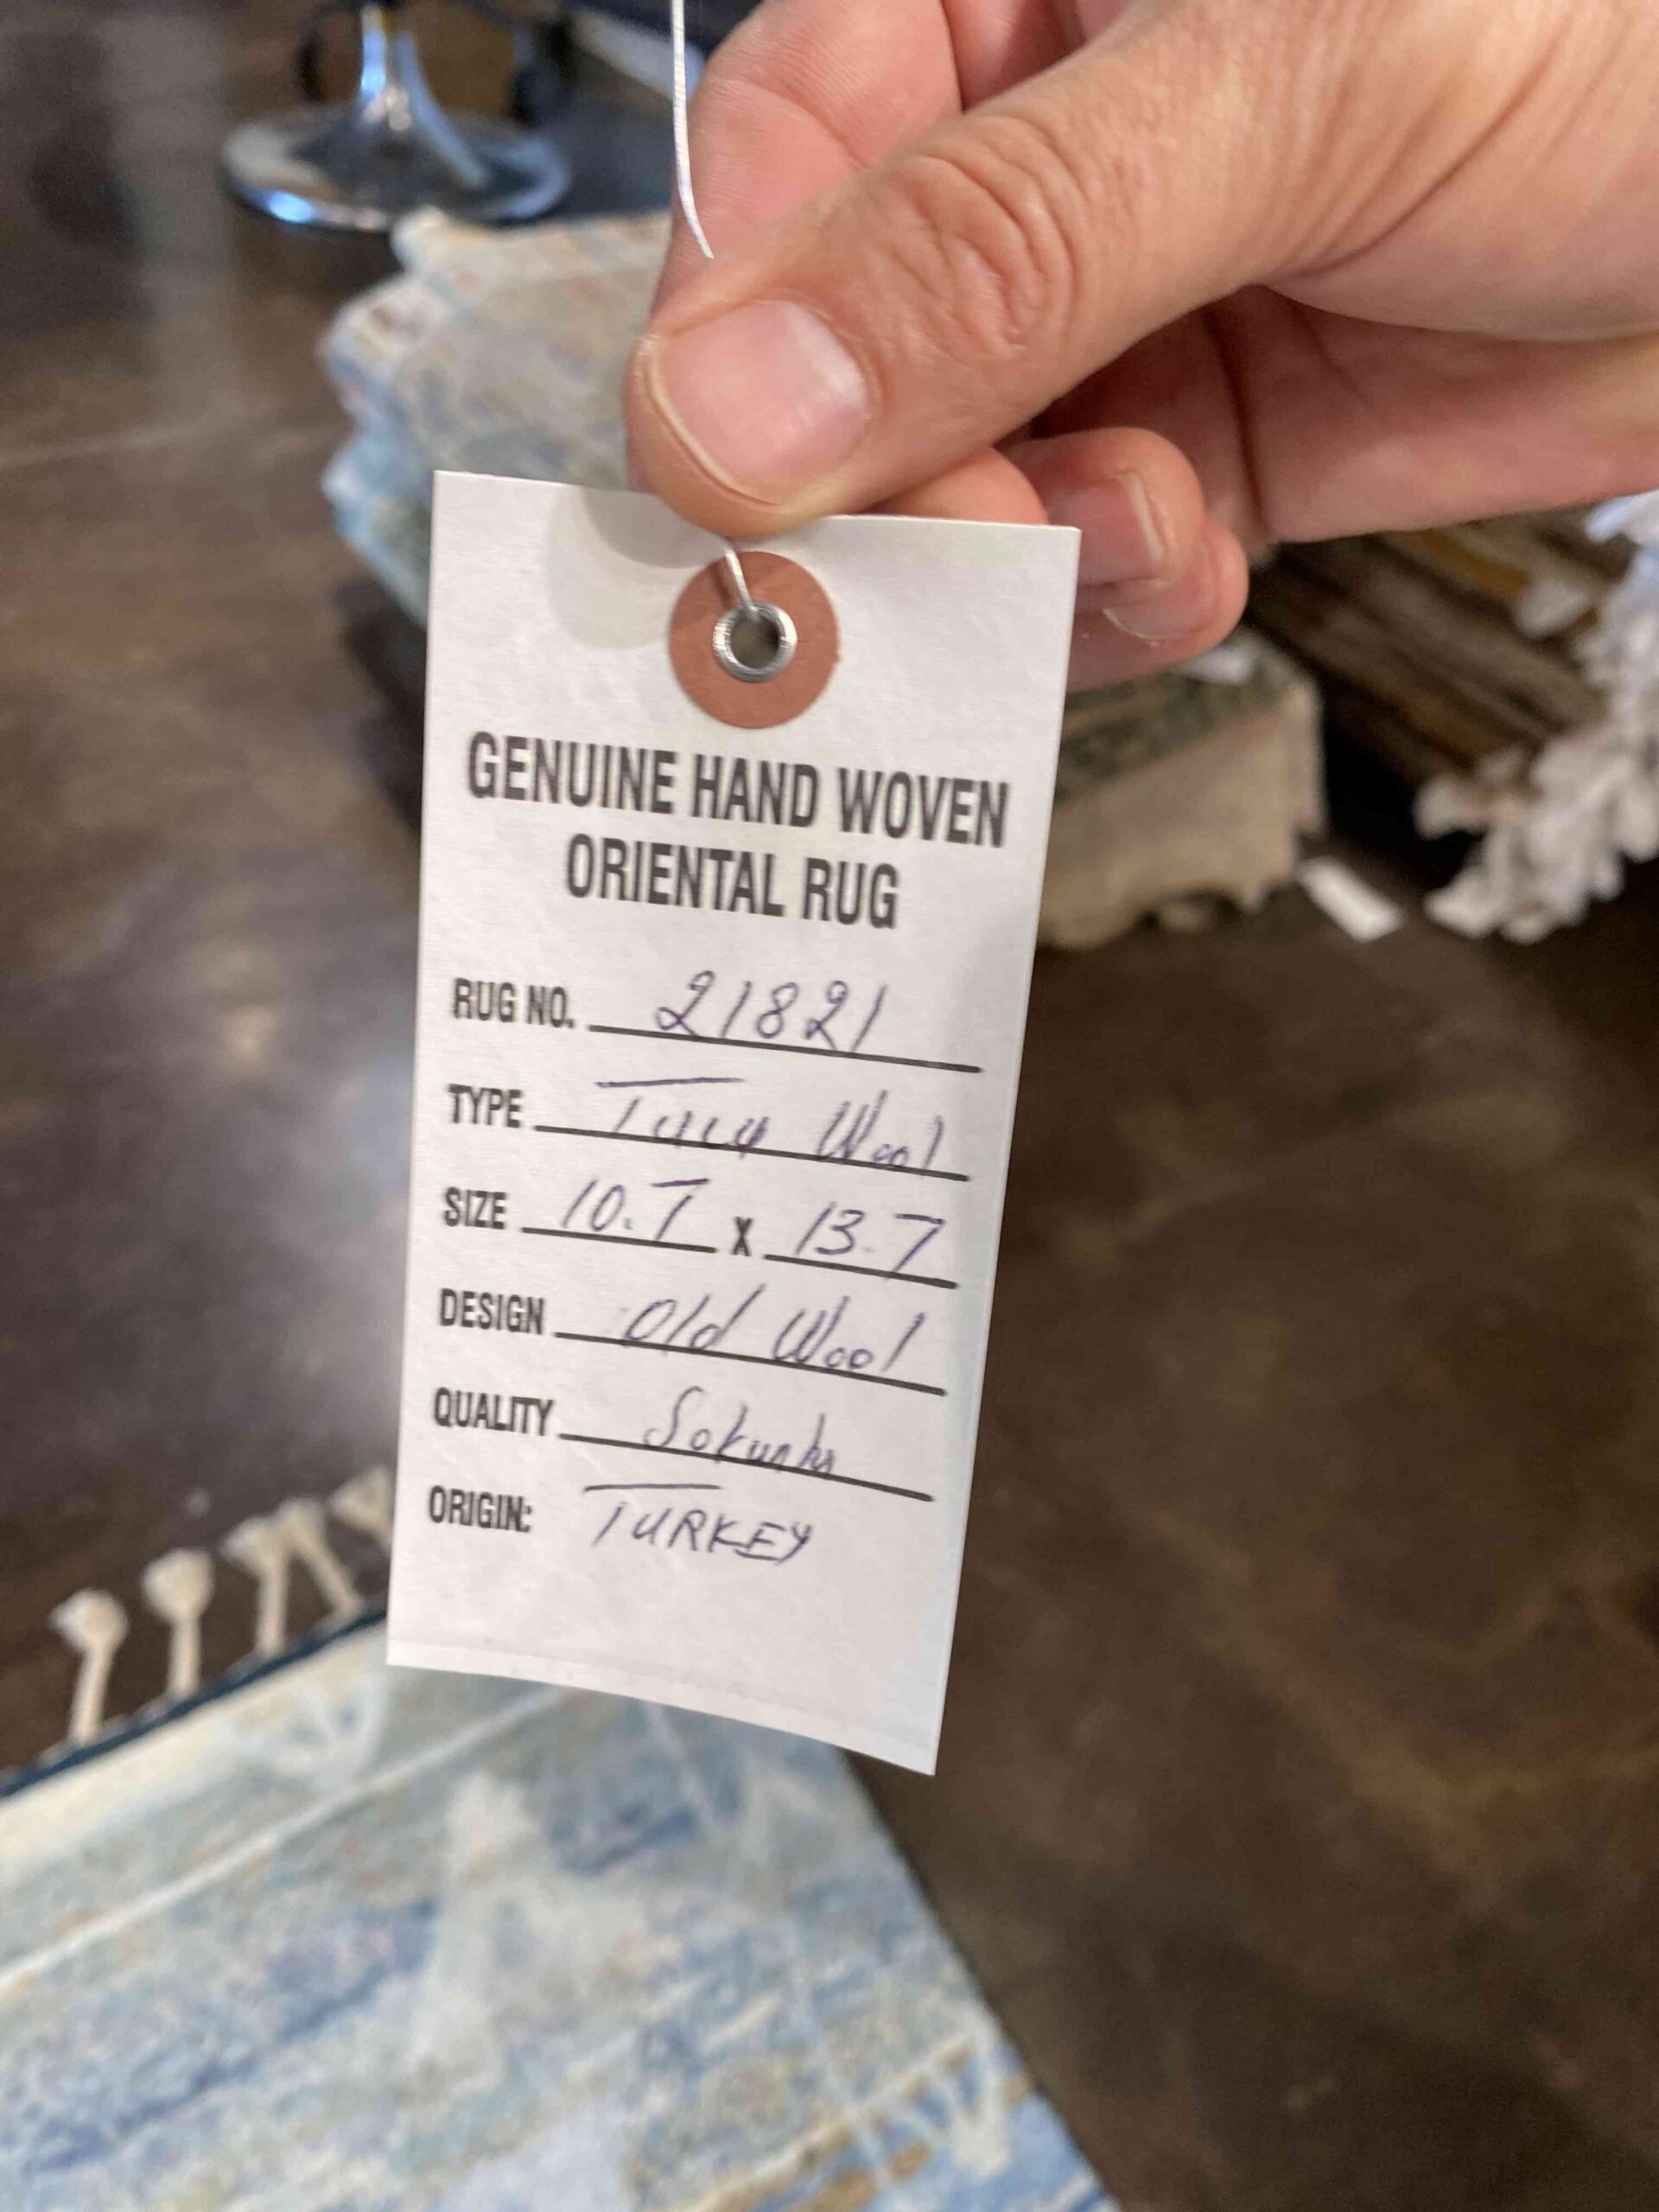 GENUINE HAND WOVEN
ORIENTAL RUG
RUG NO. 21821
TYPE Wool
SIZE 10.7 X 13.7
DESIGN Old Wool
QUALITY
ORIGIN: TURKEY